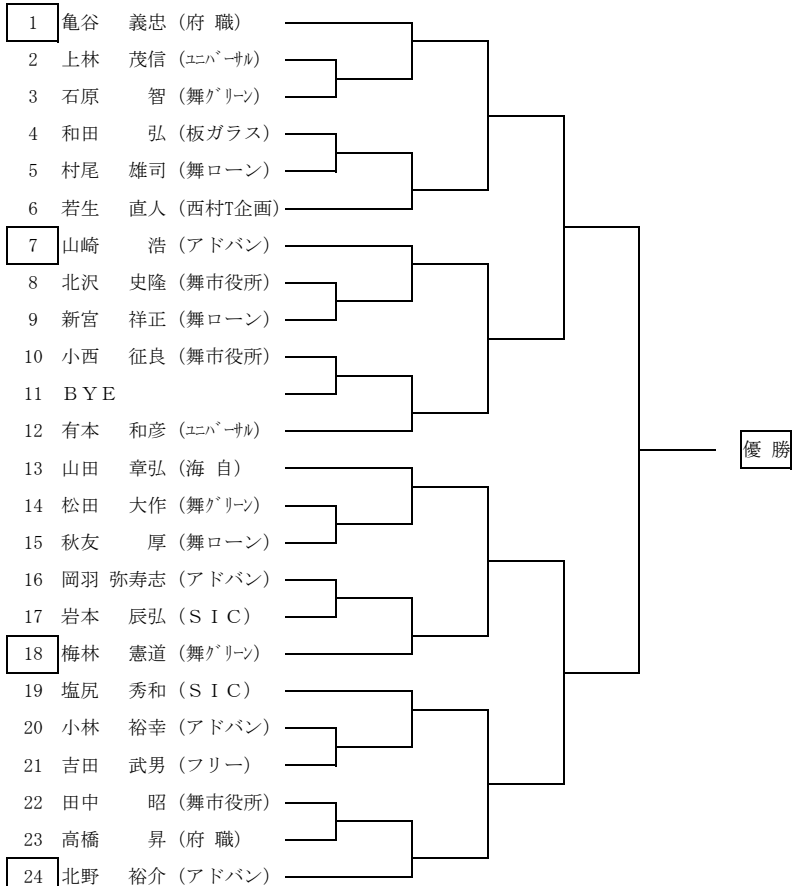 1 亀谷 義忠 (府 職)
2 上林 茂信 (ﾕﾆﾊﾞｰｻﾙ)
3 石原 智 (舞ｸﾞﾘｰﾝ)
4 和田 弘 (板ガラス)
5 村尾 雄司 (舞ローン)
6 若生 直人 (西村T企画)
7 山崎 浩 (アドバン)
8 北沢 史隆 (舞市役所)
9 新宮 祥正 (舞ローン)
10 小西 征良 (舞市役所)
11 ＢＹＥ
12 有本 和彦 (ﾕﾆﾊﾞｰｻﾙ)
優 勝
13 山田 章弘 (海 自)
14 松田 大作 (舞ｸﾞﾘｰﾝ)
15 秋友 厚 (舞ローン)
16 岡羽 弥寿志 (アドバン)
17 岩本 辰弘 (ＳＩＣ)
18 梅林 憲道 (舞ｸﾞﾘｰﾝ)
19 塩尻 秀和 (ＳＩＣ)
20 小林 裕幸 (アドバン)
21 吉田 武男 (フリー)
22 田中 昭 (舞市役所)
23 高橋 昇 (府 職)
24 北野 裕介 (アドバン)